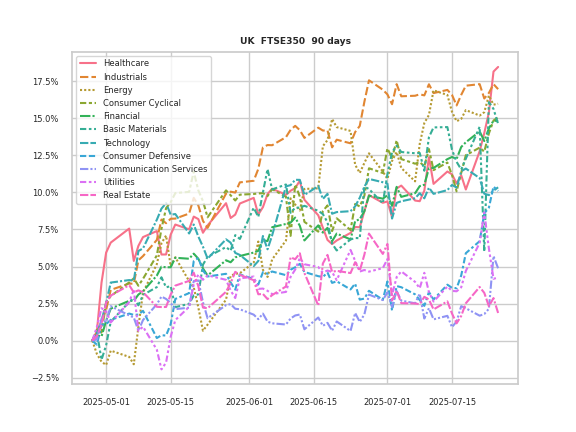 UK FTSE350 90 days
Healthcare
Industrials
Energy
Consumer Cyclical
Financial
Basic Materials
Technology
Consumer Defensive
Communication Services
Utilities
Real Estate
17.5%
15.0%
12.5%
10.0%
7.5%
5.0%
2.5%
0.0%
−2.5%
2025-05-01 2025-05-15 2025-06-01 2025-06-15 2025-07-01 2025-07-15